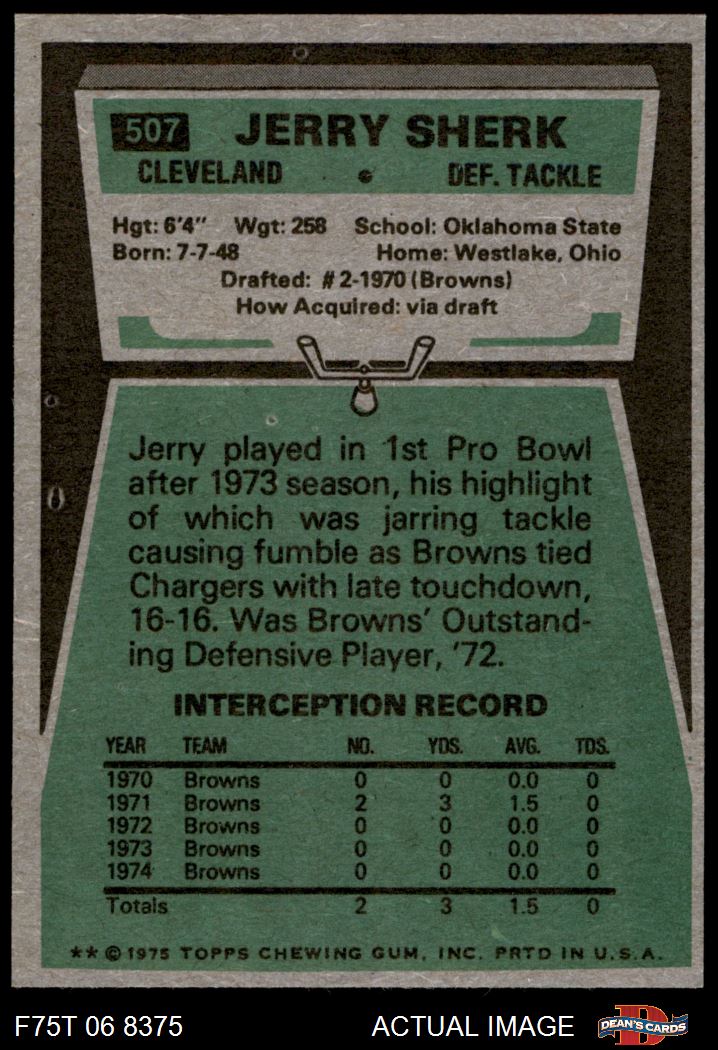 507 JERRY SHERK
CLEVELAND • DEF. TACKLE
Hgt: 6'4" Wgt: 258 School: Oklahoma State
Born: 7-7-48 Home: Westlake, Ohio
Drafted: #2-1970 (Browns)
How Acquired: via draft
Jerry played in 1st Pro Bowl
after 1973 season, his highlight
of which was jarring tackle
causing fumble as Browns tied
Chargers with late touchdown,
16-16. Was Browns' Outstand-
ing Defensive Player, '72.
INTERCEPTION RECORD
YEAR TEAM NO. YDS. AVG. TDS.
1970 Browns 0 0 0.0 0
1971 Browns 2 3 1.5 0
1972 Browns 0 0 0.0 0
1973 Browns 0 0 0.0 0
1974 Browns 0 0 0.0 0
Totals 2 3 1.5 0
** © 1975 TOPPS CHEWING GUM, INC. PRTD IN U.S.A.
F75T 06 8375 ACTUAL IMAGE D DEAN'S CARDS